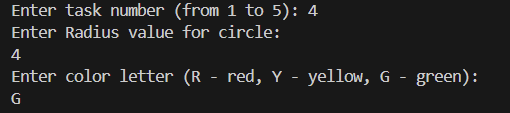 Enter task number (from 1 to 5): 4
Enter Radius value for circle:
4
Enter color letter (R - red, Y - yellow, G - green):
G